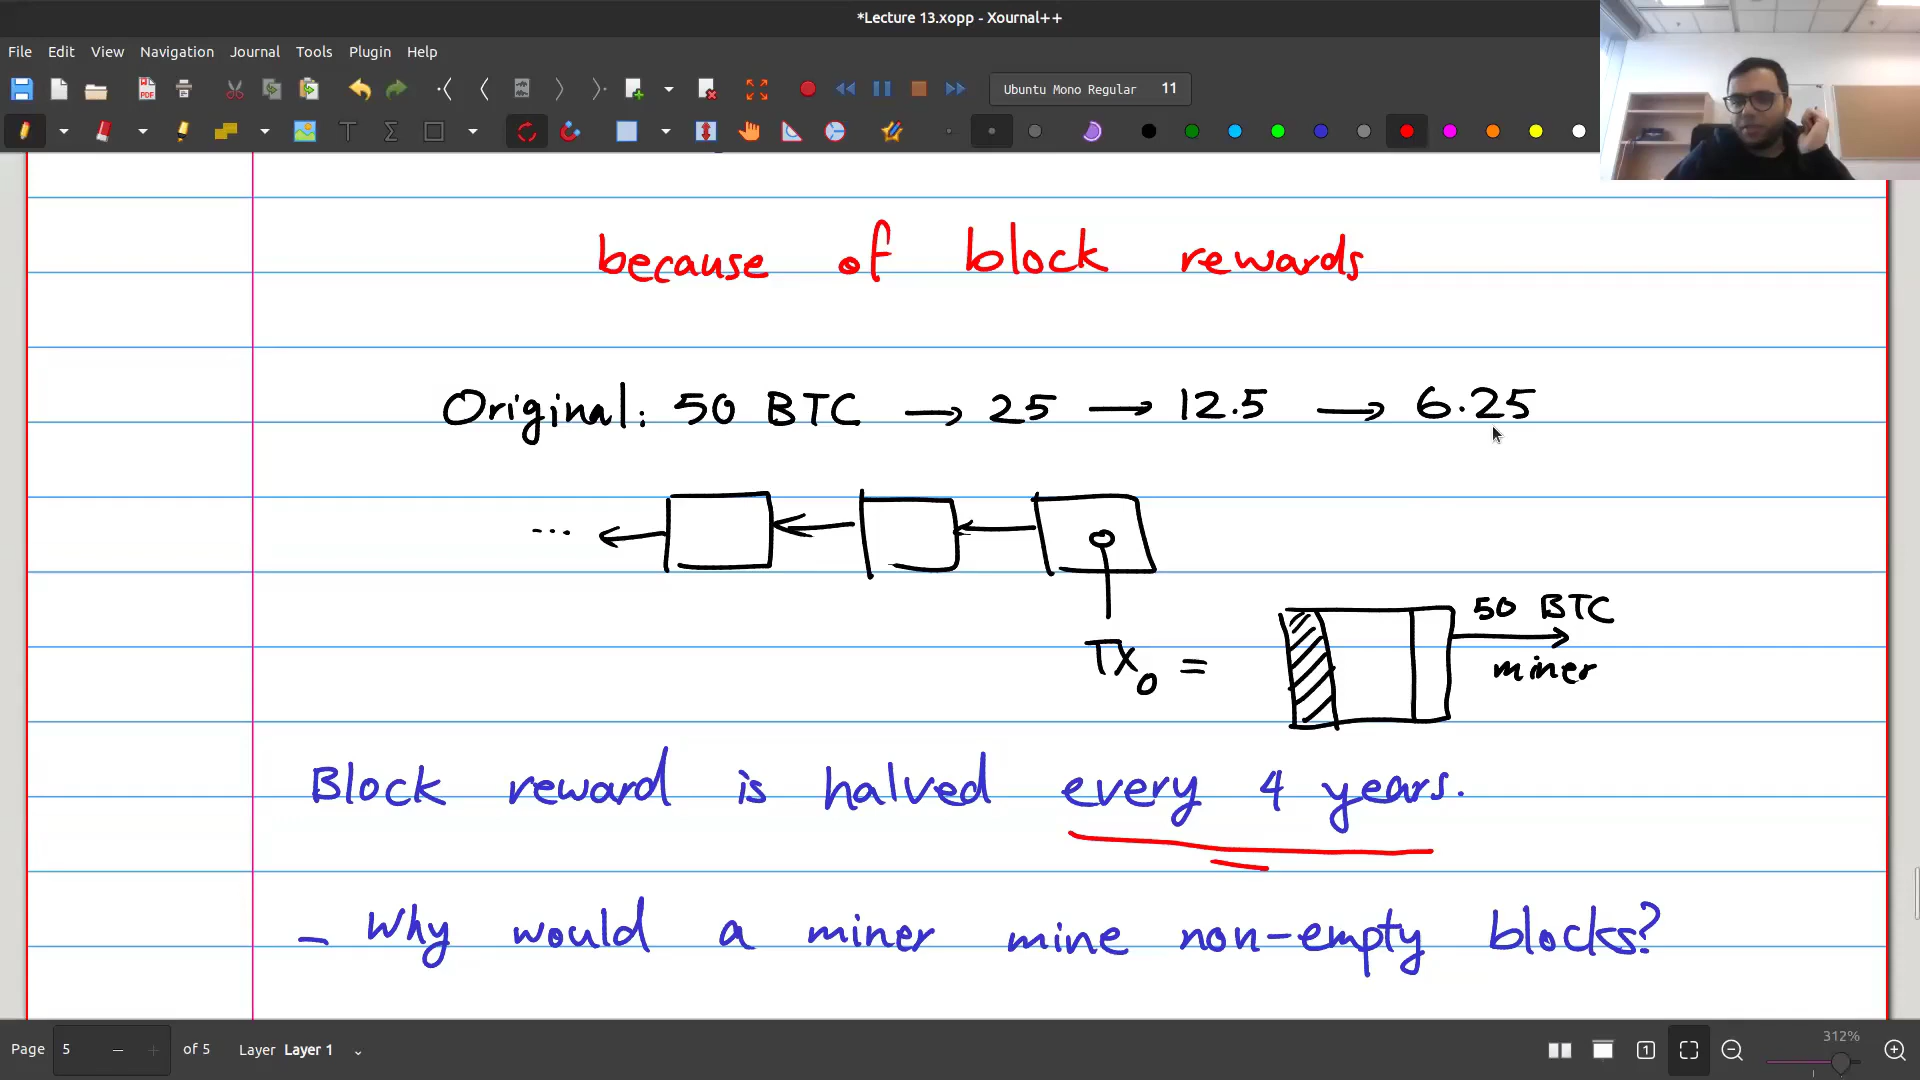 *Lecture 13.xopp - Xournal++
File Edit View Navigation Journal Tools Plugin Help
PDF Ubuntu Mono Regular 11
because of block rewards
Original: 50 BTC → 25 → 12.5 → 6.25
...
50 BTC
Tx0 =
miner
Block reward is halved every 4 years.
- Why would a miner mine non-empty blocks?
312%
Page 5 of 5 Layer Layer 1 1